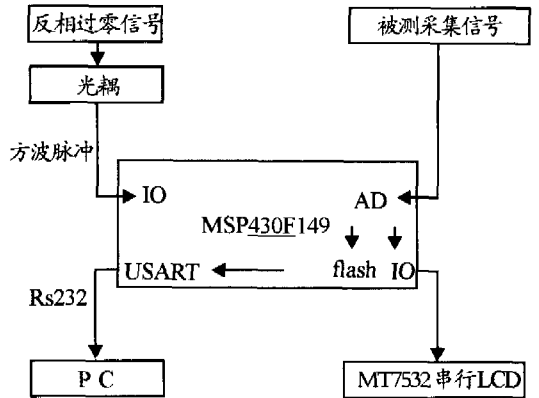 反相过零信号
被测采集信号
光耦
方波脉冲
IO
AD
MSP430F149
USART
flash IO
Rs232
P C
MT7532串行LCD